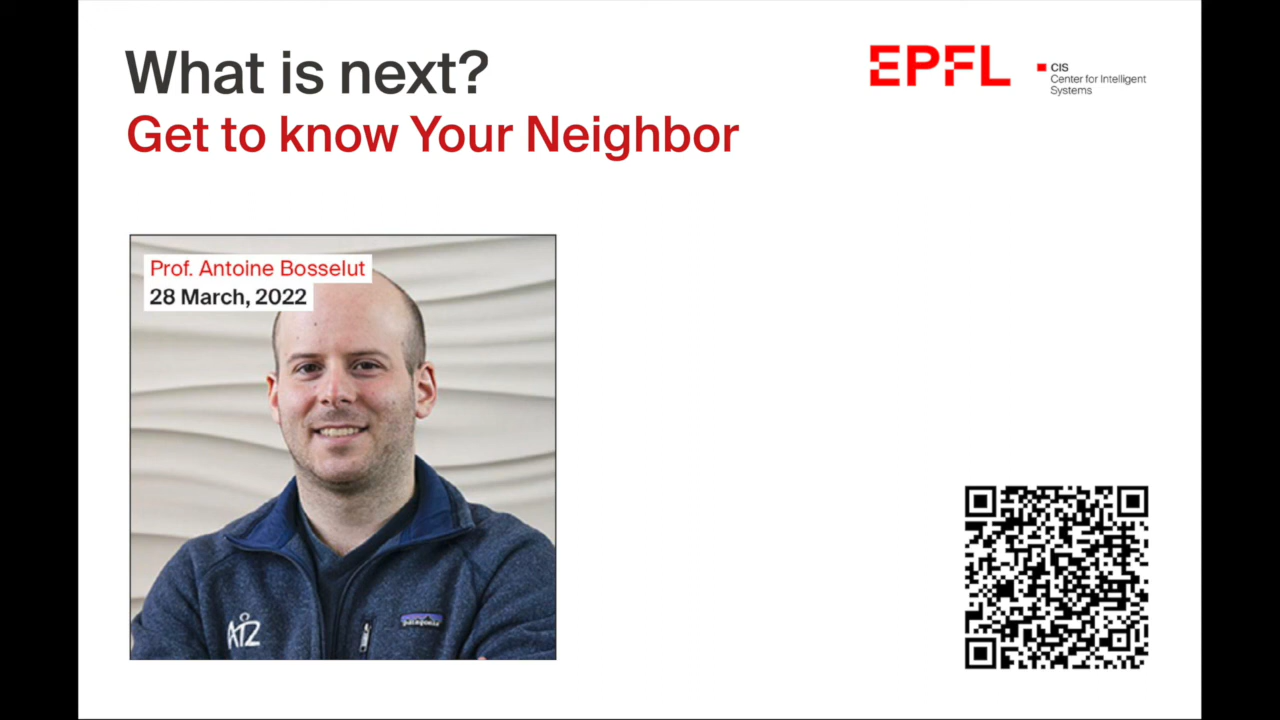 What is next?
Get to know Your Neighbor
EPFL
CIS
Center for Intelligent
Systems
Prof. Antoine Bosselut
28 March, 2022
AI2
patagonia